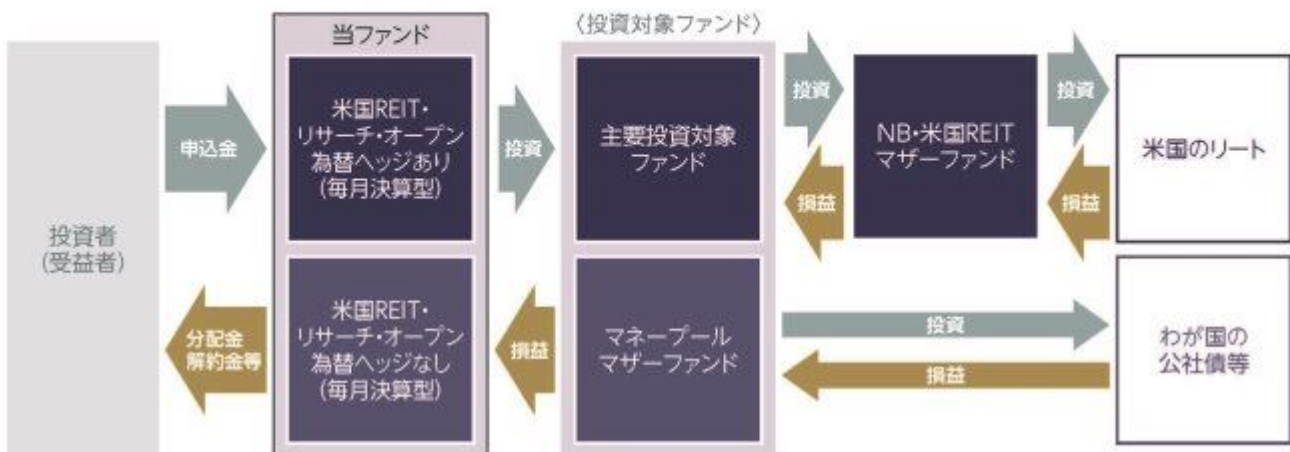 当ファンド
〈投資対象ファンド〉
投資者
(受益者)
申込金
分配金
解約金等
米国REIT・
リサーチ・オープン
為替ヘッジあり
(毎月決算型)
米国REIT・
リサーチ・オープン
為替ヘッジなし
(毎月決算型)
投資
損益
主要投資対象
ファンド
マネープール
マザーファンド
投資
損益
NB・米国REIT
マザーファンド
投資
損益
米国のリート
投資
損益
わが国の
公社債等